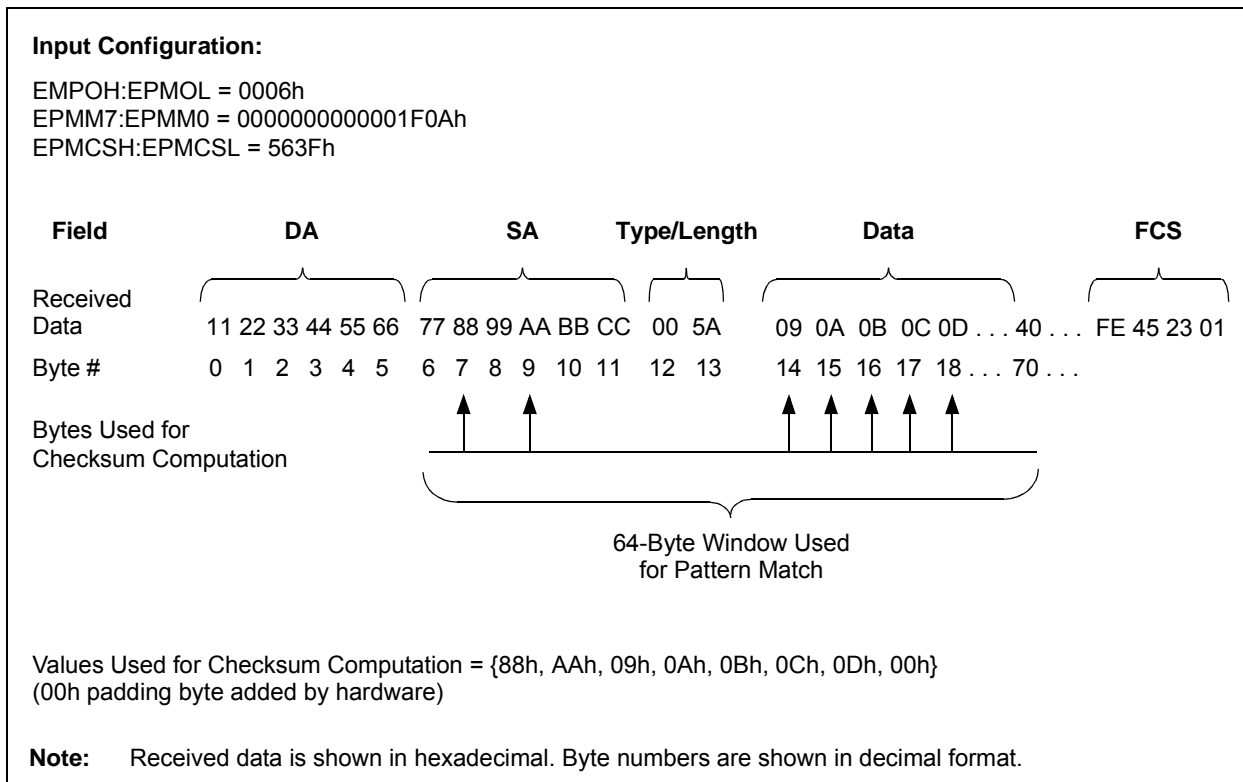 Input Configuration:
EMPOH:EPMOL = 0006h
EPMM7:EPMM0 = 0000000000001F0Ah
EPMCSH:EPMCSL = 563Fh
Field DA SA Type/Length Data FCS
Received
Data 11 22 33 44 55 66 77 88 99 AA BB CC 00 5A 09 0A 0B 0C 0D . . . 40 . . . FE 45 23 01
Byte # 0 1 2 3 4 5 6 7 8 9 10 11 12 13 14 15 16 17 18 . . . 70 . . .
Bytes Used for
Checksum Computation
64-Byte Window Used
for Pattern Match
Values Used for Checksum Computation = {88h, AAh, 09h, 0Ah, 0Bh, 0Ch, 0Dh, 00h}
(00h padding byte added by hardware)
Note: Received data is shown in hexadecimal. Byte numbers are shown in decimal format.